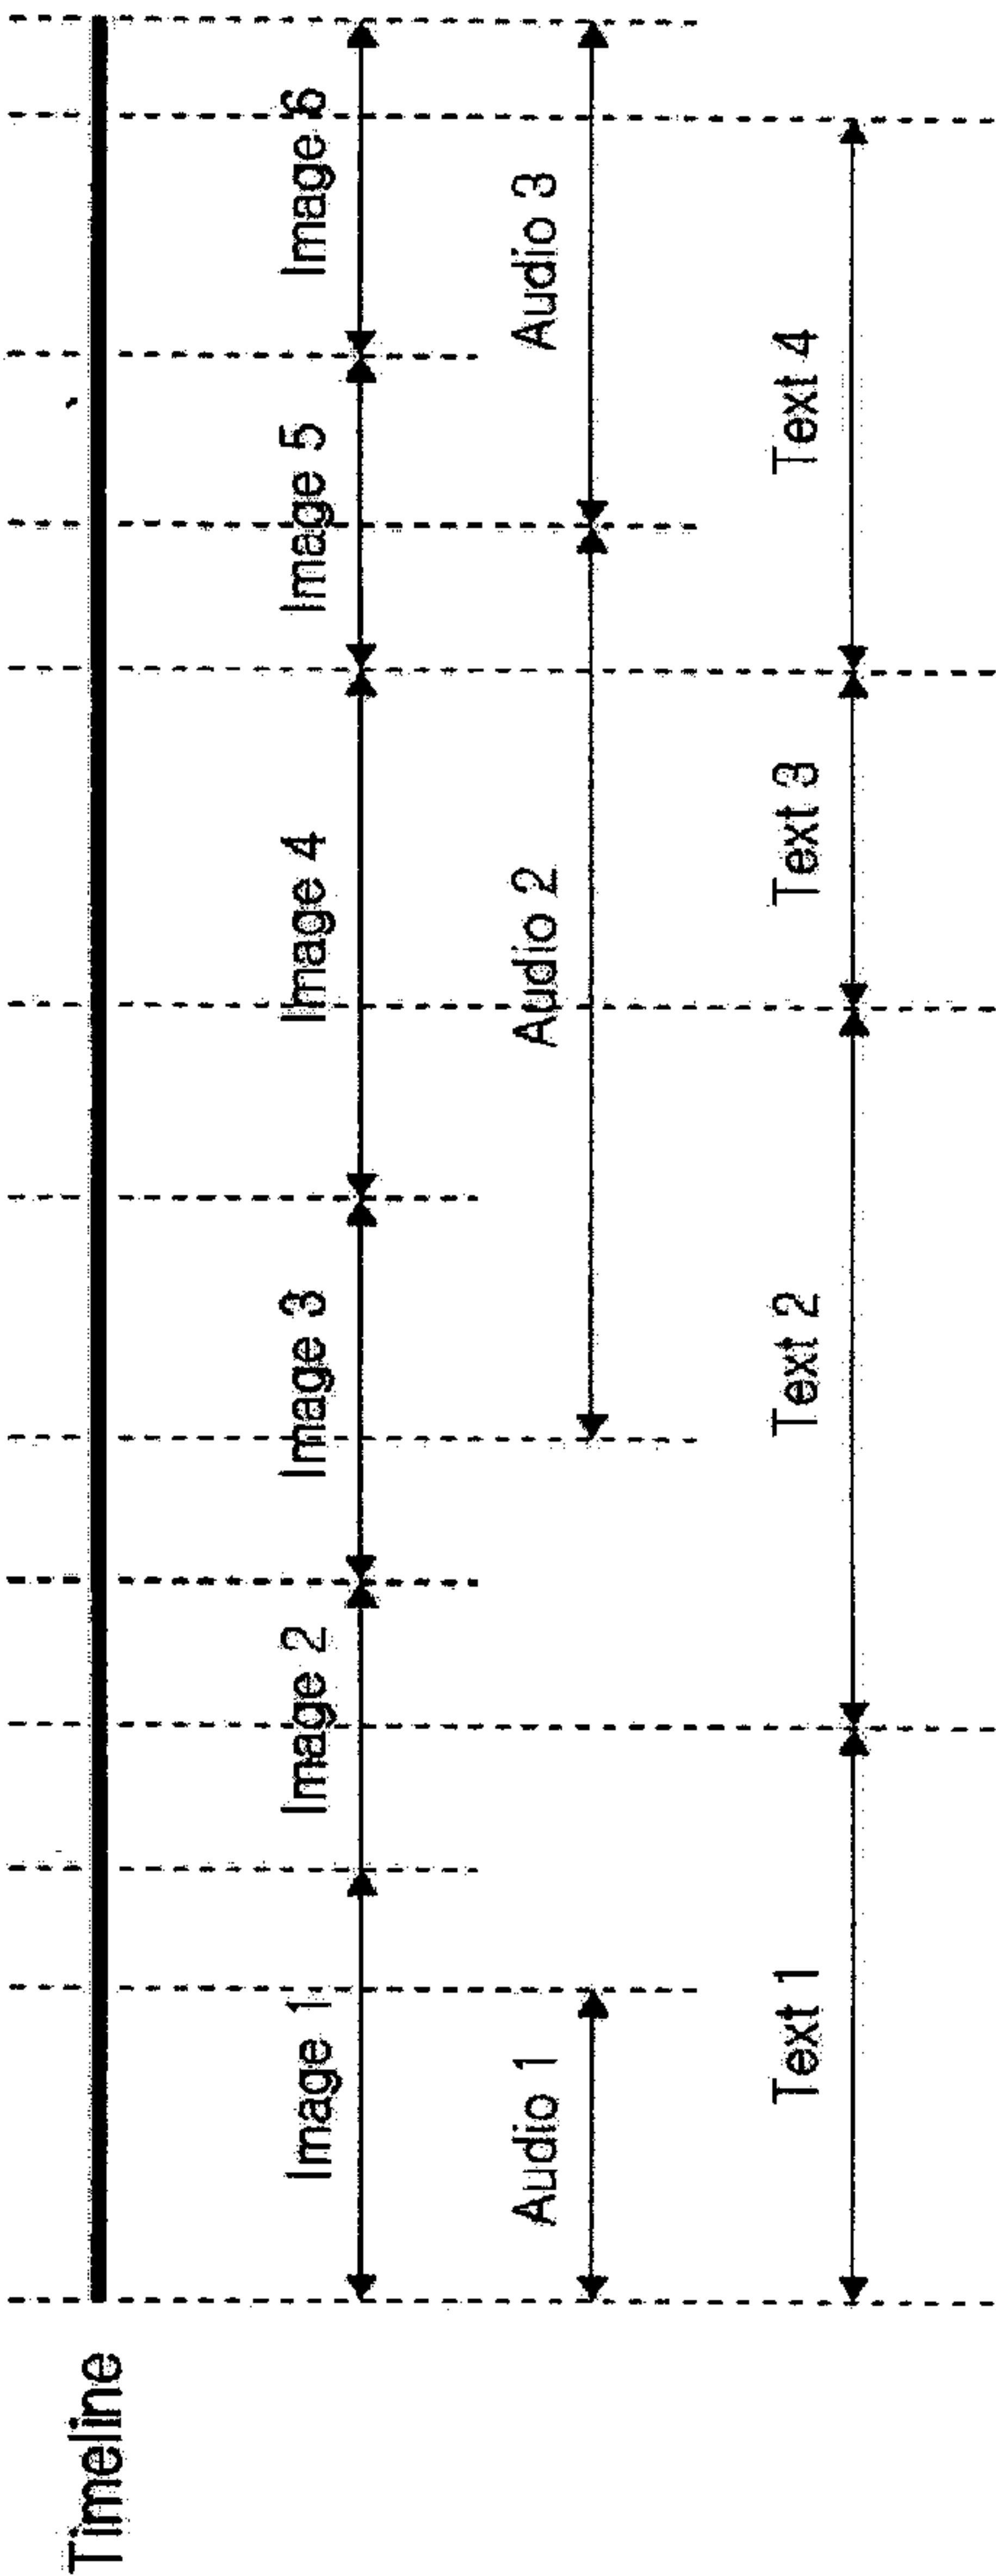 Timeline
Image 1
Image 2
Image 3
Image 4
Image 5
Image 6
Audio 1
Audio 2
Audio 3
Text 1
Text 2
Text 3
Text 4